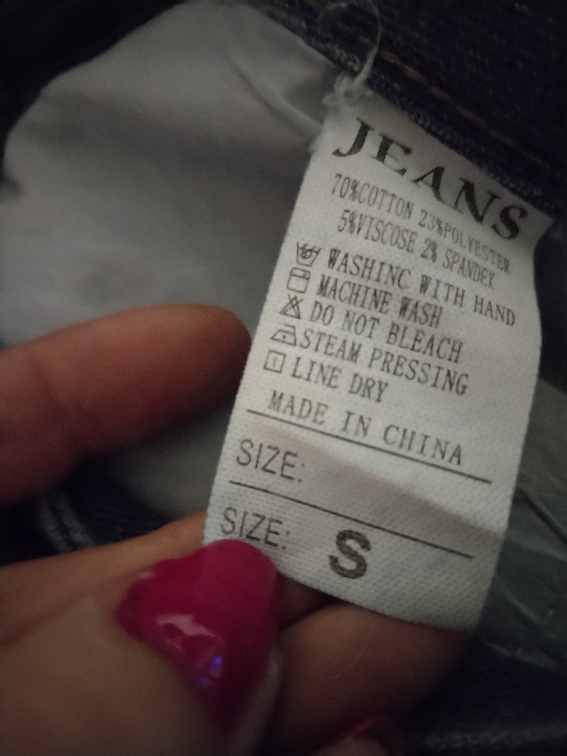 JEANS
70%COTTON 23%POLYESTER
5%VISCOSE 2% SPANDEX
WASHINC WITH HAND
MACHINE WASH
DO NOT BLEACH
STEAM PRESSING
LINE DRY
MADE IN CHINA
SIZE:
SIZE: S